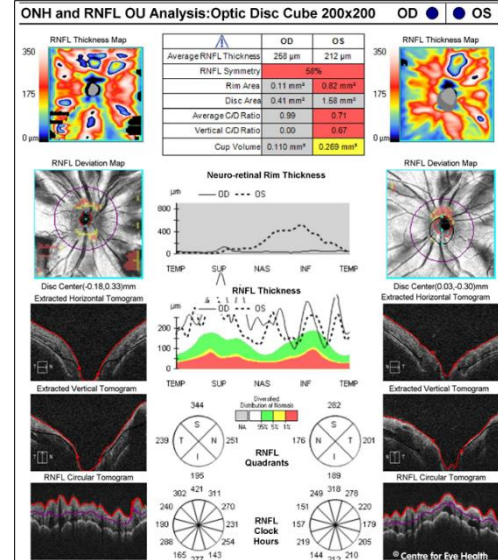 ONH and RNFL OU Analysis:Optic Disc Cube 200x200 OD OS
RNFL Thickness Map
350
175
0 µm
OD OS
Average RNFL Thickness 258 µm 212 µm
RNFL Symmetry 58%
Rim Area 0.11 mm² 0.82 mm²
Disc Area 0.41 mm² 1.58 mm²
Average C/D Ratio 0.99 0.71
Vertical C/D Ratio 0.00 0.67
Cup Volume 0.110 mm³ 0.269 mm³
RNFL Thickness Map
350
175
0 µm
RNFL Deviation Map
Disc Center(-0.18,0.33)mm
Neuro-retinal Rim Thickness
µm OD OS
800
400
0
TEMP SUP NAS INF TEMP
RNFL Deviation Map
Disc Center(0.03,-0.30)mm
Extracted Horizontal Tomogram
T N
RNFL Thickness
µm OD OS
200
100
0
TEMP SUP NAS INF TEMP
Extracted Horizontal Tomogram
Extracted Vertical Tomogram
Diversified
Distribution of Normals
NA 95% 5% 1%
Extracted Vertical Tomogram
344
239 S T N I 251
195
RNFL
Quadrants
282
176 S N T I 201
189
RNFL Circular Tomogram
302 421 311
240 270
190 231
288 254
165 277 143
RNFL
Clock
Hours
249 318 278
151 220
157 179
219 205
144 212 210
RNFL Circular Tomogram
© Centre for Eye Health